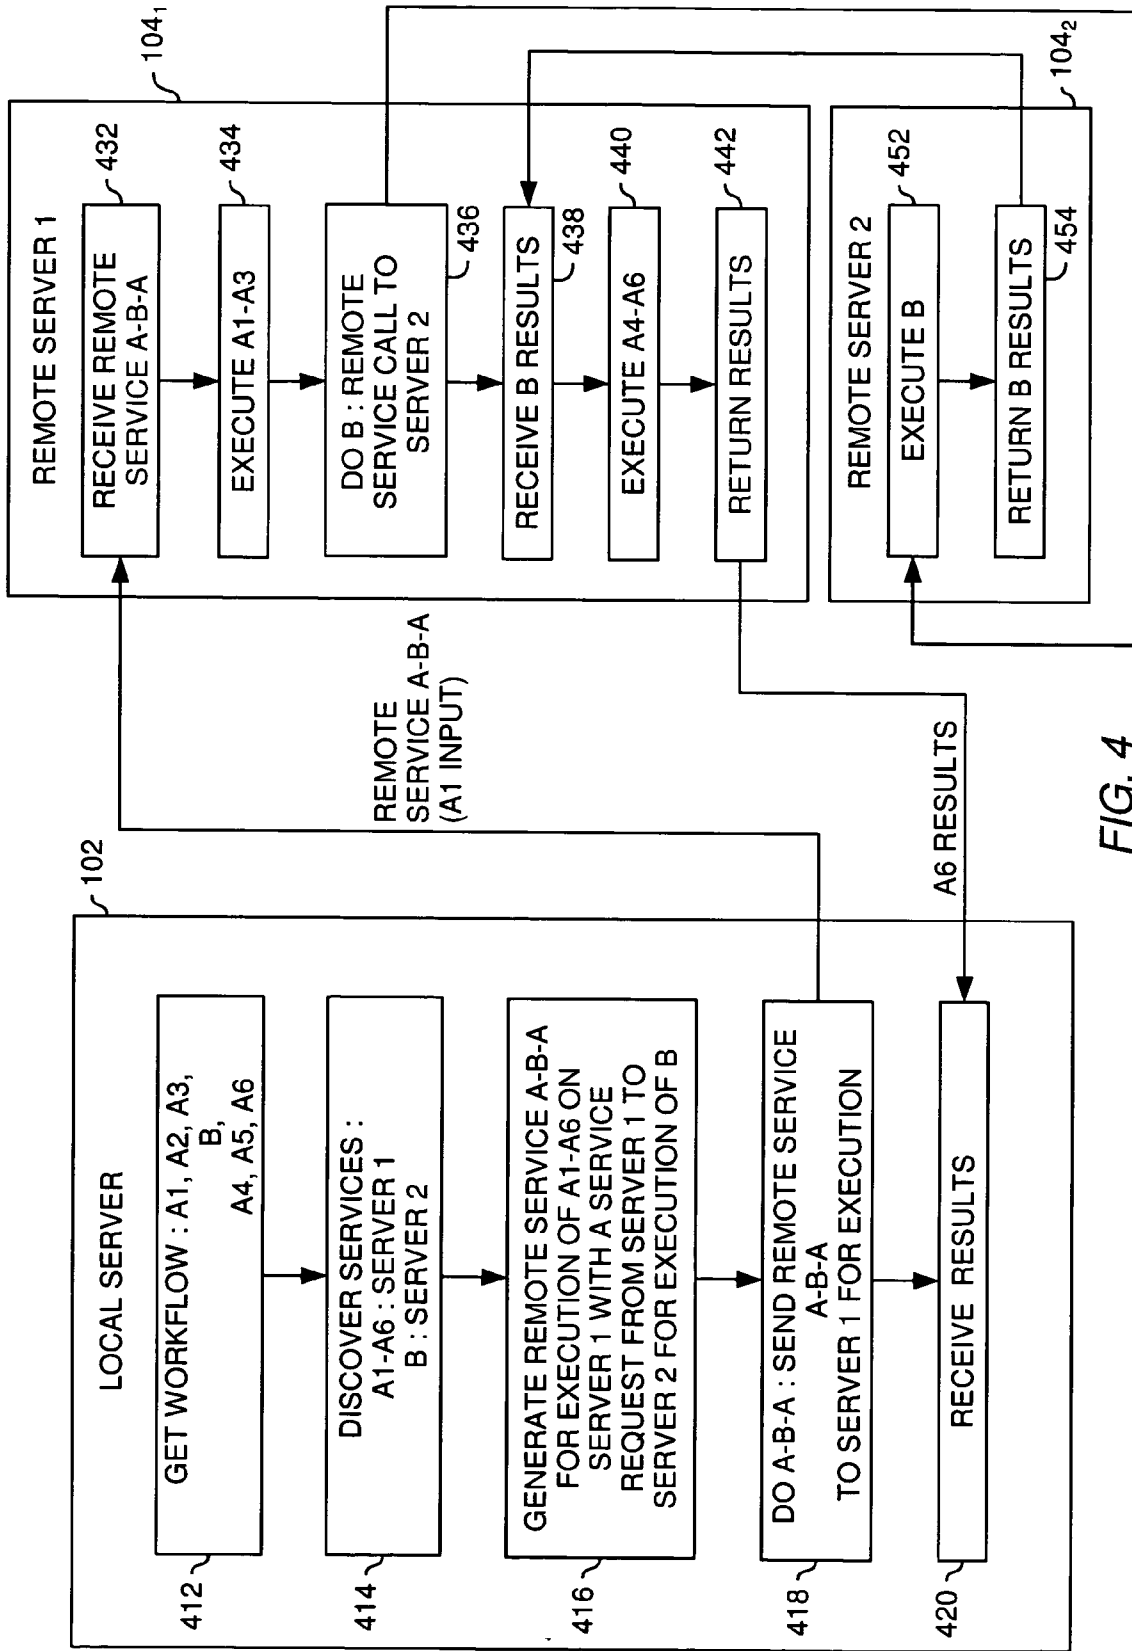 LOCAL SERVER
102
GET WORKFLOW : A1, A2, A3,
B,
A4, A5, A6
412
DISCOVER SERVICES :
A1-A6 : SERVER 1
B : SERVER 2
414
GENERATE REMOTE SERVICE A-B-A
FOR EXECUTION OF A1-A6 ON
SERVER 1 WITH A SERVICE
REQUEST FROM SERVER 1 TO
SERVER 2 FOR EXECUTION OF B
416
DO A-B-A : SEND REMOTE SERVICE
A-B-A
TO SERVER 1 FOR EXECUTION
418
RECEIVE RESULTS
420
REMOTE
SERVICE A-B-A
(A1 INPUT)
A6 RESULTS
REMOTE SERVER 1
104₁
RECEIVE REMOTE
SERVICE A-B-A
432
EXECUTE A1-A3
434
DO B : REMOTE
SERVICE CALL TO
SERVER 2
436
RECEIVE B RESULTS
438
EXECUTE A4-A6
440
RETURN RESULTS
442
REMOTE SERVER 2
104₂
EXECUTE B
452
RETURN B RESULTS
454
FIG. 4